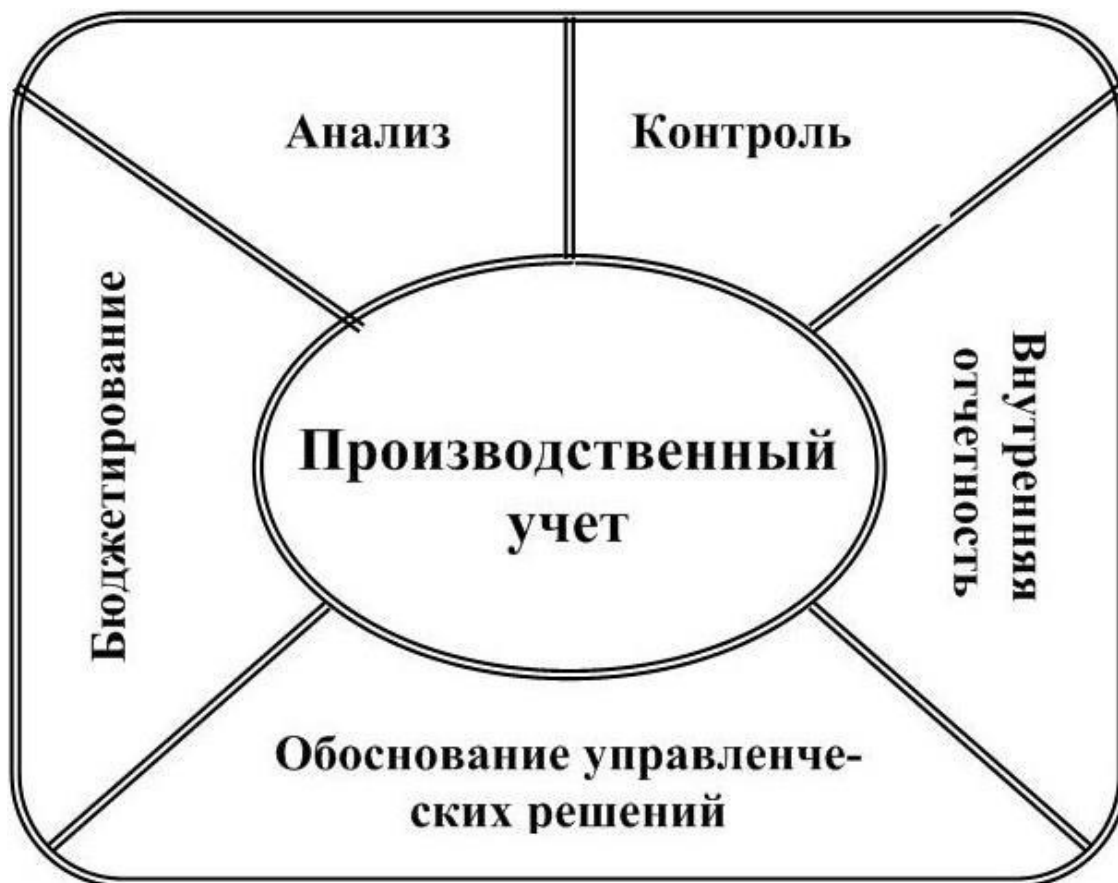 Анализ
Контроль
Бюджетирование
Производственный
учет
Внутренняя
отчетность
Обоснование управленче-
ских решений